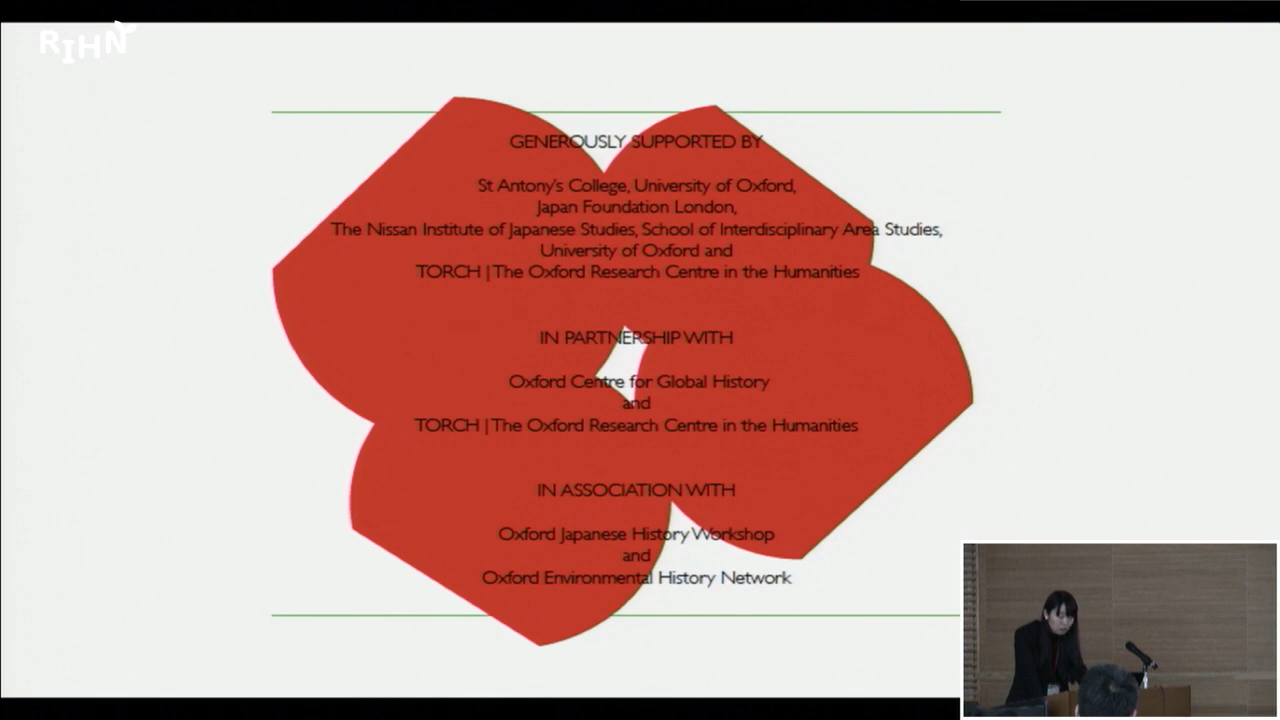 RIHN
GENEROUSLY SUPPORTED BY
St Antony's College, University of Oxford,
Japan Foundation London,
The Nissan Institute of Japanese Studies, School of Interdisciplinary Area Studies,
University of Oxford and
TORCH | The Oxford Research Centre in the Humanities
IN PARTNERSHIP WITH
Oxford Centre for Global History
and
TORCH | The Oxford Research Centre in the Humanities
IN ASSOCIATION WITH
Oxford Japanese History Workshop
and
Oxford Environmental History Network